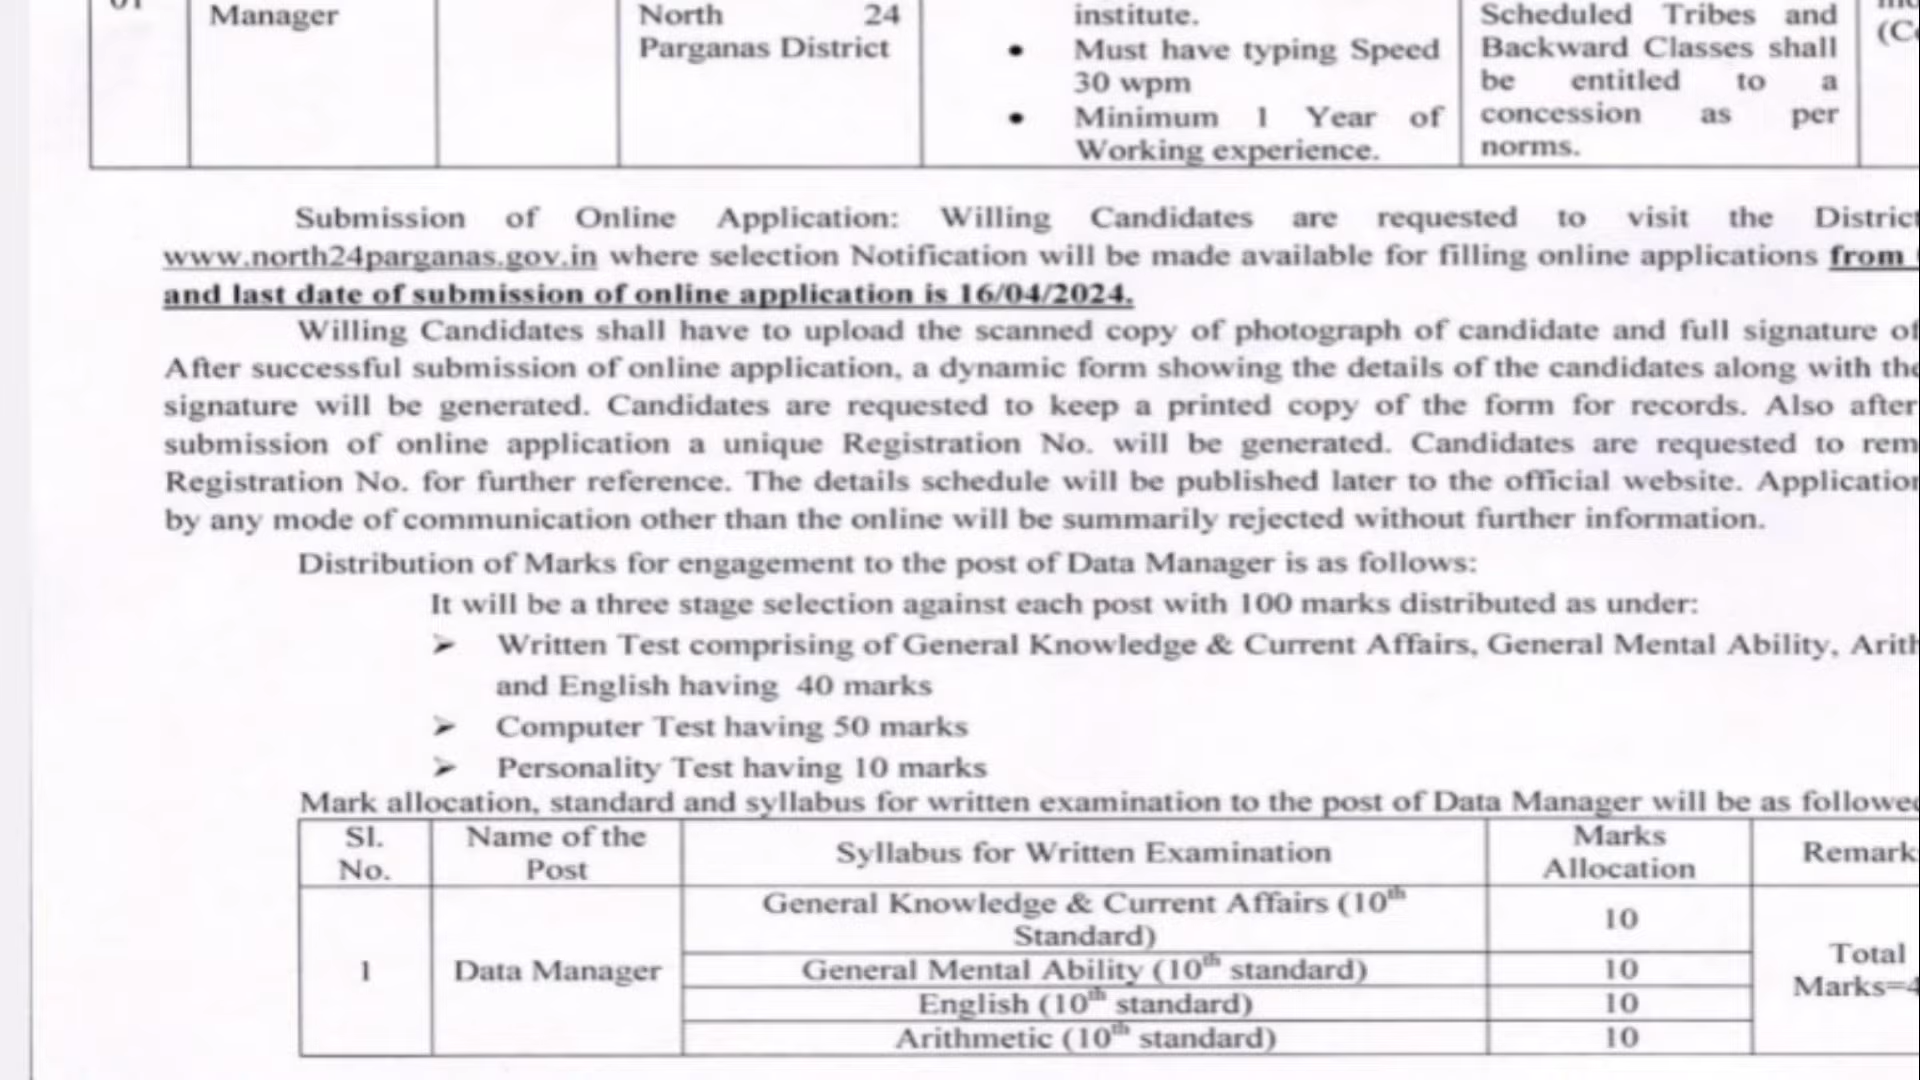 Manager
North 24
Parganas District
institute.
• Must have typing Speed
30 wpm
• Minimum 1 Year of
Working experience.
Scheduled Tribes and
Backward Classes shall
be entitled to a
concession as per
norms.
Submission of Online Application: Willing Candidates are requested to visit the District
www.north24parganas.gov.in where selection Notification will be made available for filling online applications from
and last date of submission of online application is 16/04/2024.
Willing Candidates shall have to upload the scanned copy of photograph of candidate and full signature of
After successful submission of online application, a dynamic form showing the details of the candidates along with the
signature will be generated. Candidates are requested to keep a printed copy of the form for records. Also after
submission of online application a unique Registration No. will be generated. Candidates are requested to rem
Registration No. for further reference. The details schedule will be published later to the official website. Application
by any mode of communication other than the online will be summarily rejected without further information.
Distribution of Marks for engagement to the post of Data Manager is as follows:
It will be a three stage selection against each post with 100 marks distributed as under:
➢ Written Test comprising of General Knowledge & Current Affairs, General Mental Ability, Arith
and English having 40 marks
➢ Computer Test having 50 marks
➢ Personality Test having 10 marks
Mark allocation, standard and syllabus for written examination to the post of Data Manager will be as followed
Sl. No.
Name of the Post
Syllabus for Written Examination
Marks Allocation
Remark
1
Data Manager
General Knowledge & Current Affairs (10th
Standard)
10
General Mental Ability (10th standard)
10
English (10th standard)
10
Arithmetic (10th standard)
10
Total
Marks=4